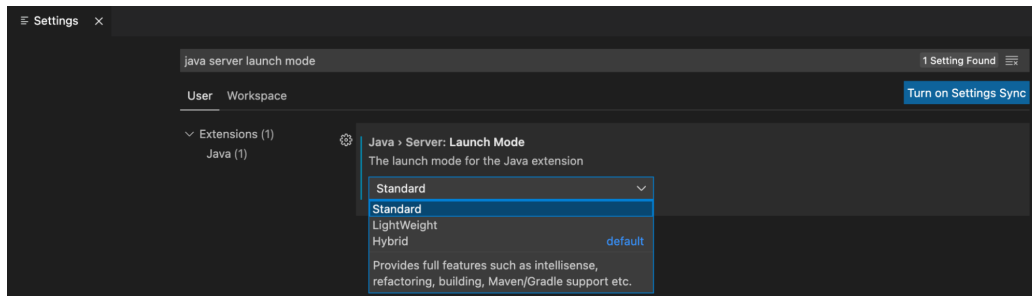 Settings
java server launch mode
1 Setting Found
User Workspace
Turn on Settings Sync
Extensions (1)
Java (1)
Java › Server: Launch Mode
The launch mode for the Java extension
Standard
Standard
LightWeight
Hybrid default
Provides full features such as intellisense,
refactoring, building, Maven/Gradle support etc.